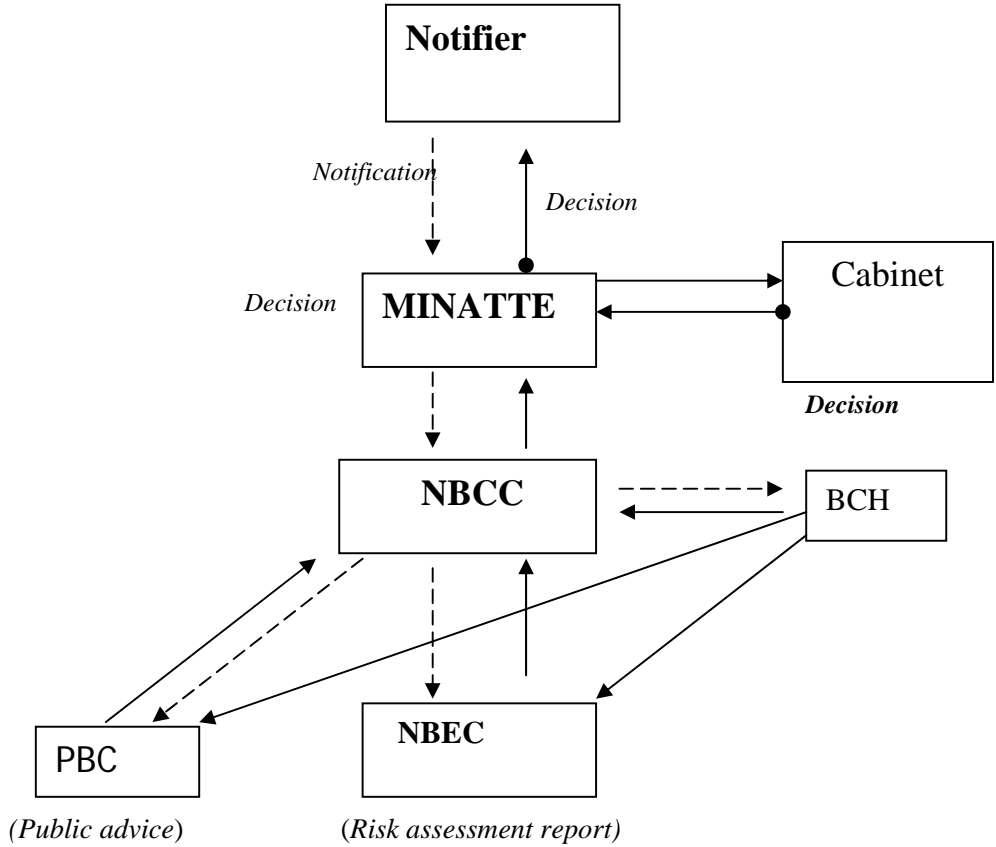 Notifier
Notification
Decision
Cabinet
Decision
MINATTE
Decision
NBCC
BCH
NBEC
PBC
(Public advice)
(Risk assessment report)